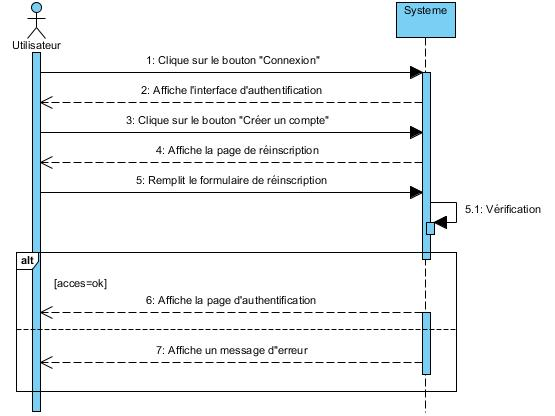 Systeme
Utilisateur
1: Clique sur le bouton "Connexion"
2: Affiche l'interface d'authentification
3: Clique sur le bouton "Créer un compte"
4: Affiche la page de réinscription
5: Remplit le formulaire de réinscription
5.1: Vérification
alt
[acces=ok]
6: Affiche la page d'authentification
7: Affiche un message d"erreur